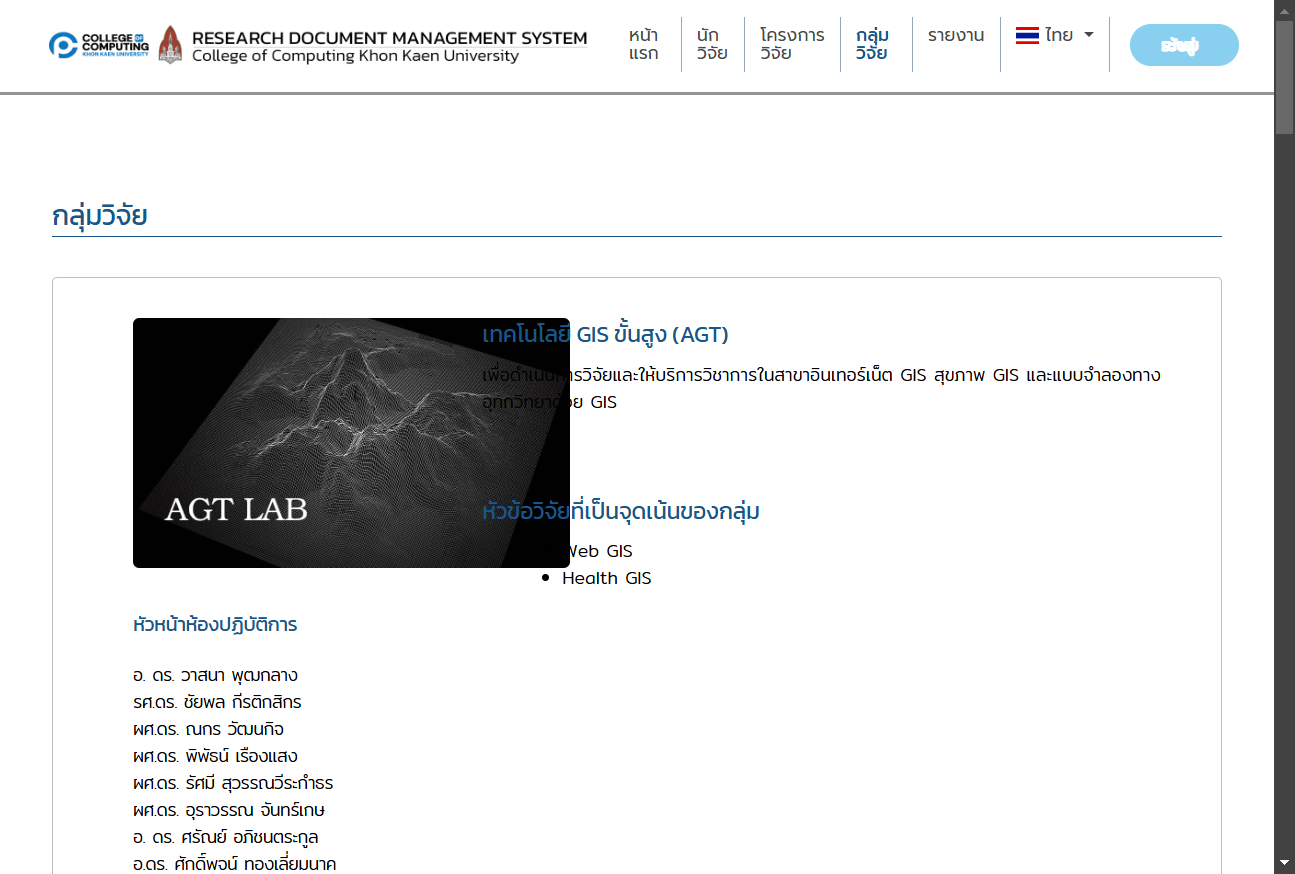 COLLEGE OF
COMPUTING
KHON KAEN UNIVERSITY
RESEARCH DOCUMENT MANAGEMENT SYSTEM
College of Computing Khon Kaen University
หน้า
แรก
นัก
วิจัย
โครงการ
วิจัย
กลุ่ม
วิจัย
รายงาน
ไทย
กลุ่มวิจัย
AGT LAB
เทคโนโลยี GIS ขั้นสูง (AGT)
เพื่อดำเนินการวิจัยและให้บริการวิชาการในสาขาอินเทอร์เน็ต GIS สุขภาพ GIS และแบบจำลองทาง
อุทกวิทยาด้วย GIS
หัวข้อวิจัยที่เป็นจุดเน้นของกลุ่ม
Web GIS
Health GIS
หัวหน้าห้องปฏิบัติการ
อ. ดร. วาสนา พุฒกลาง
รศ.ดร. ชัยพล กีรติกสิกร
ผศ.ดร. ณกร วัฒนกิจ
ผศ.ดร. พิพัธน์ เรืองแสง
ผศ.ดร. รัศมี สุวรรณวีระกำธร
ผศ.ดร. อุราวรรณ จันทร์เกษ
อ. ดร. ศรัณย์ อภิชนตระกูล
อ.ดร. ศักดิ์พจน์ ทองเลี่ยมนาค